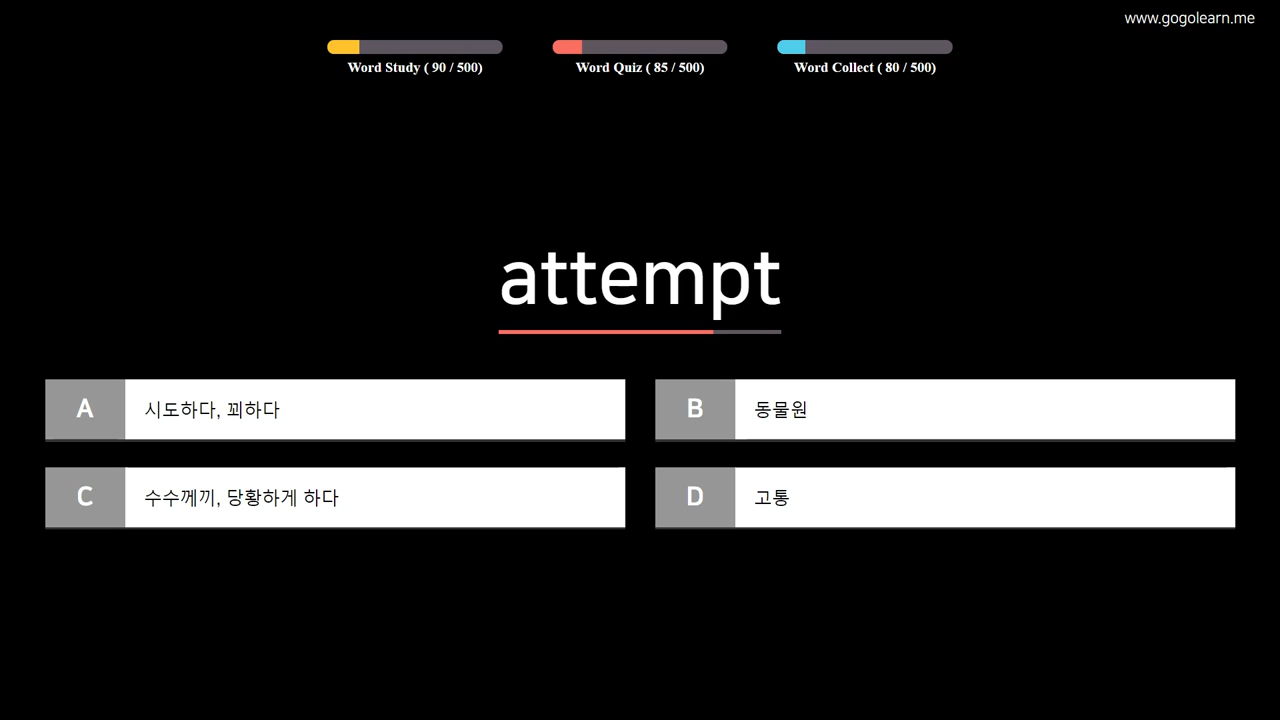 www.gogolearn.me
Word Study ( 90 / 500)
Word Quiz ( 85 / 500)
Word Collect ( 80 / 500)
attempt
A 시도하다, 꾀하다
B 동물원
C 수수께끼, 당황하게 하다
D 고통